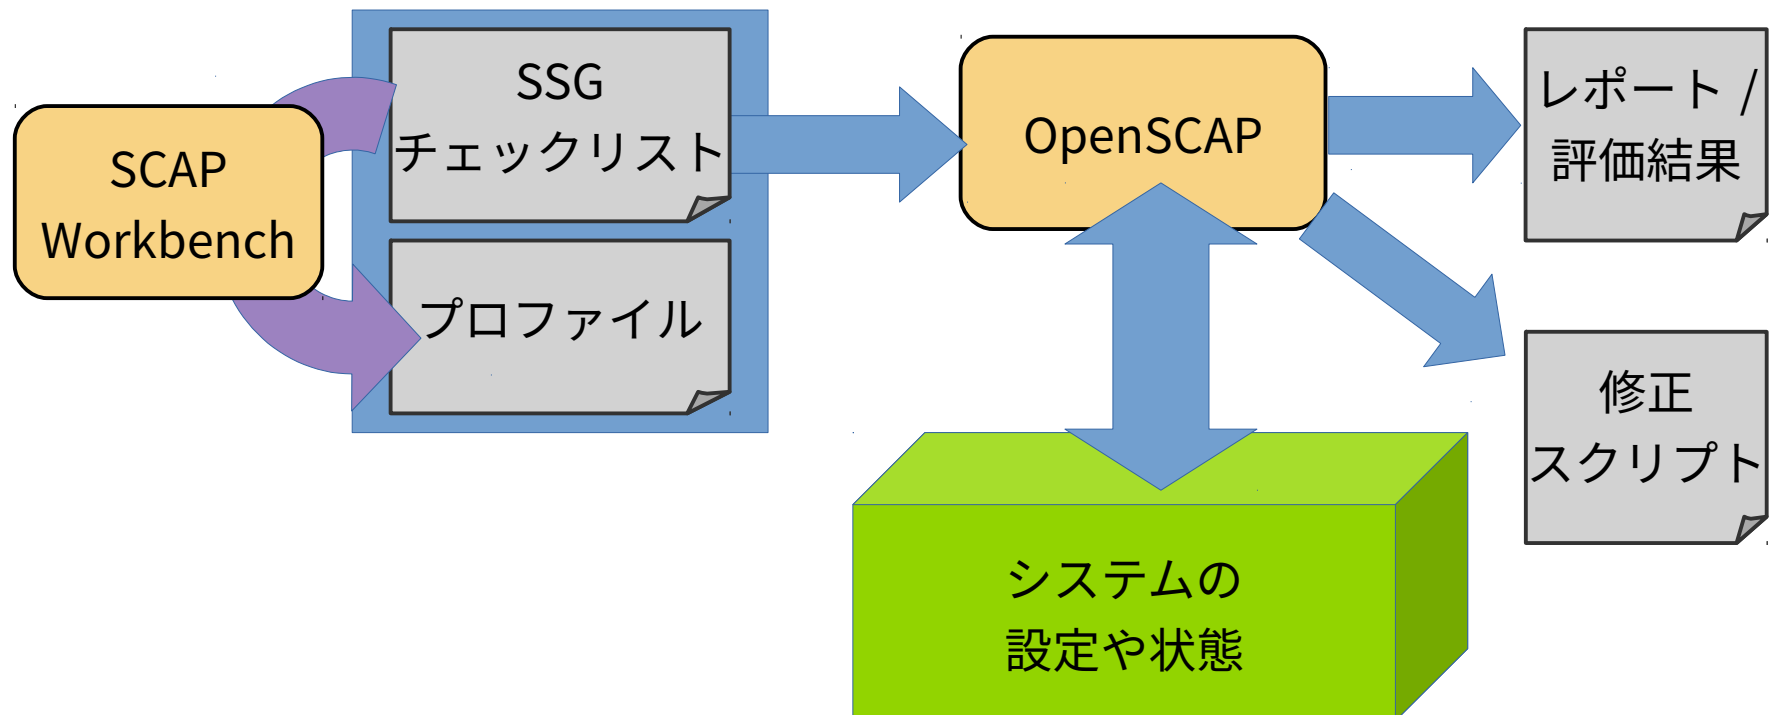 SCAP
Workbench
SSG
チェックリスト
プロファイル
OpenSCAP
レポート /
評価結果
修正
スクリプト
システムの
設定や状態